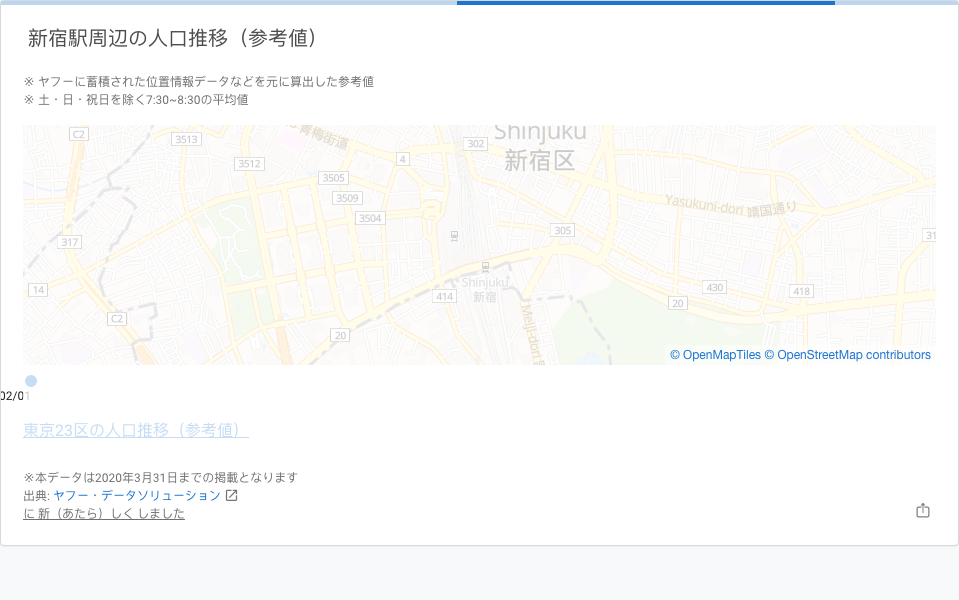 新宿駅周辺の人口推移（参考値）
※ ヤフーに蓄積された位置情報データなどを元に算出した参考値
※ 土・日・祝日を除く7:30~8:30の平均値
C2
3513
青梅街道
302
Shinjuku
新宿区
4
3512
3505
3509
3504
Yasukuni-dori 靖国通り
305
317
31
14
Shinjuku
新宿
414
430
418
20
C2
20
Meiji-dori
© OpenMapTiles © OpenStreetMap contributors
02/01
東京23区の人口推移（参考値）
※本データは2020年3月31日までの掲載となります
出典: ヤフー・データソリューション
に 新（あたら）しく しました